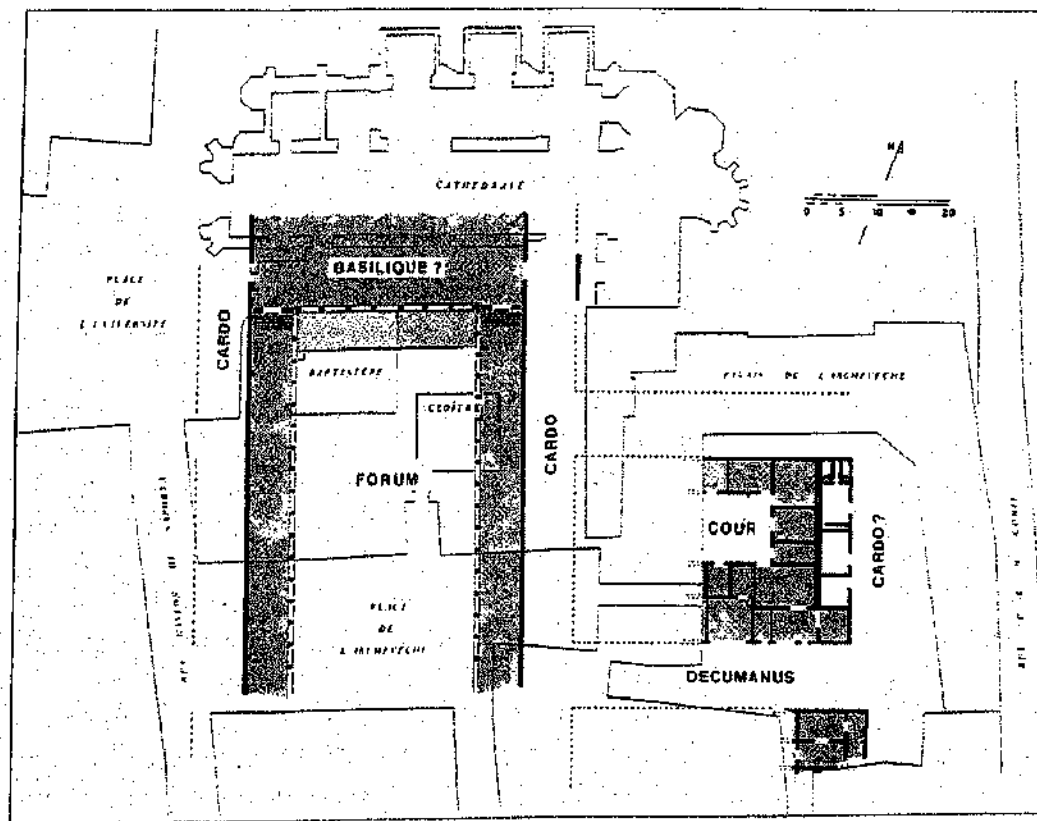 CATHEDRALE
N
0 5 10 20
BASILIQUE ?
PLACE
DE
L'UNIVERSITE
CARDO
BAPTISTERE
CLOÎTRE
PALAIS DE L'ARCHEVECHE
FORUM
CARDO
COUR
CARDO ?
PLACE
DE
L'ARCHEVECHE
DECUMANUS